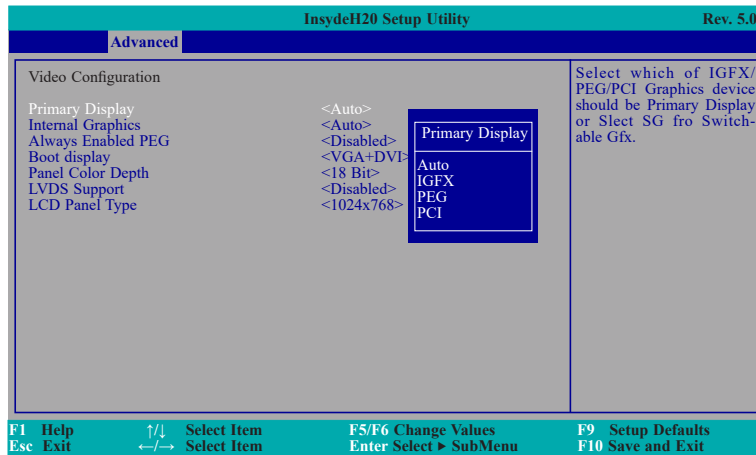 InsydeH20 Setup Utility Rev. 5.0
Advanced
Video Configuration
Primary Display <Auto>
Internal Graphics <Auto>
Always Enabled PEG <Disabled>
Boot display <VGA+DVI>
Panel Color Depth <18 Bit>
LVDS Support <Disabled>
LCD Panel Type <1024x768>
Primary Display
Auto
IGFX
PEG
PCI
Select which of IGFX/
PEG/PCI Graphics device
should be Primary Display
or Slect SG fro Switch-
able Gfx.
F1 Help ↑/↓ Select Item F5/F6 Change Values F9 Setup Defaults
Esc Exit ←/→ Select Item Enter Select ► SubMenu F10 Save and Exit